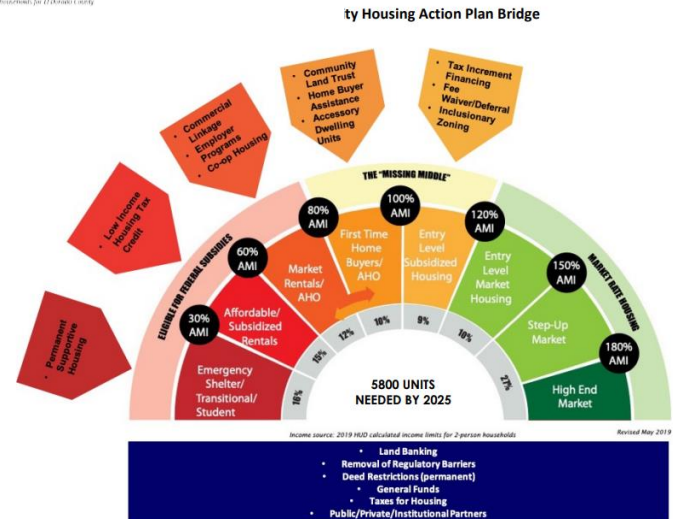 Households for El Dorado County
ty Housing Action Plan Bridge
• Community
Land Trust
• Home Buyer
Assistance
• Accessory
Dwelling
Units
• Tax Increment
Financing
• Fee
Waiver/Deferral
• Inclusionary
Zoning
• Commercial
Linkage
• Employer
Programs
• Co-op Housing
• Low Income
Housing Tax
Credit
• Permanent
Supportive
Housing
ELIGIBLE FOR FEDERAL SUBSIDIES
THE "MISSING MIDDLE"
MARKET RATE HOUSING
30%
AMI
60%
AMI
80%
AMI
100%
AMI
120%
AMI
150%
AMI
180%
AMI
Emergency
Shelter/
Transitional/
Student
Affordable/
Subsidized
Rentals
Market
Rentals/
AHO
First Time
Home
Buyers/
AHO
Entry
Level
Subsidized
Housing
Entry
Level
Market
Housing
Step-Up
Market
High End
Market
16%
15%
12%
10%
9%
10%
27%
5800 UNITS
NEEDED BY 2025
Income source: 2019 HUD calculated income limits for 2-person households
Revised May 2019
• Land Banking
• Removal of Regulatory Barriers
• Deed Restrictions (permanent)
• General Funds
• Taxes for Housing
• Public/Private/Institutional Partners